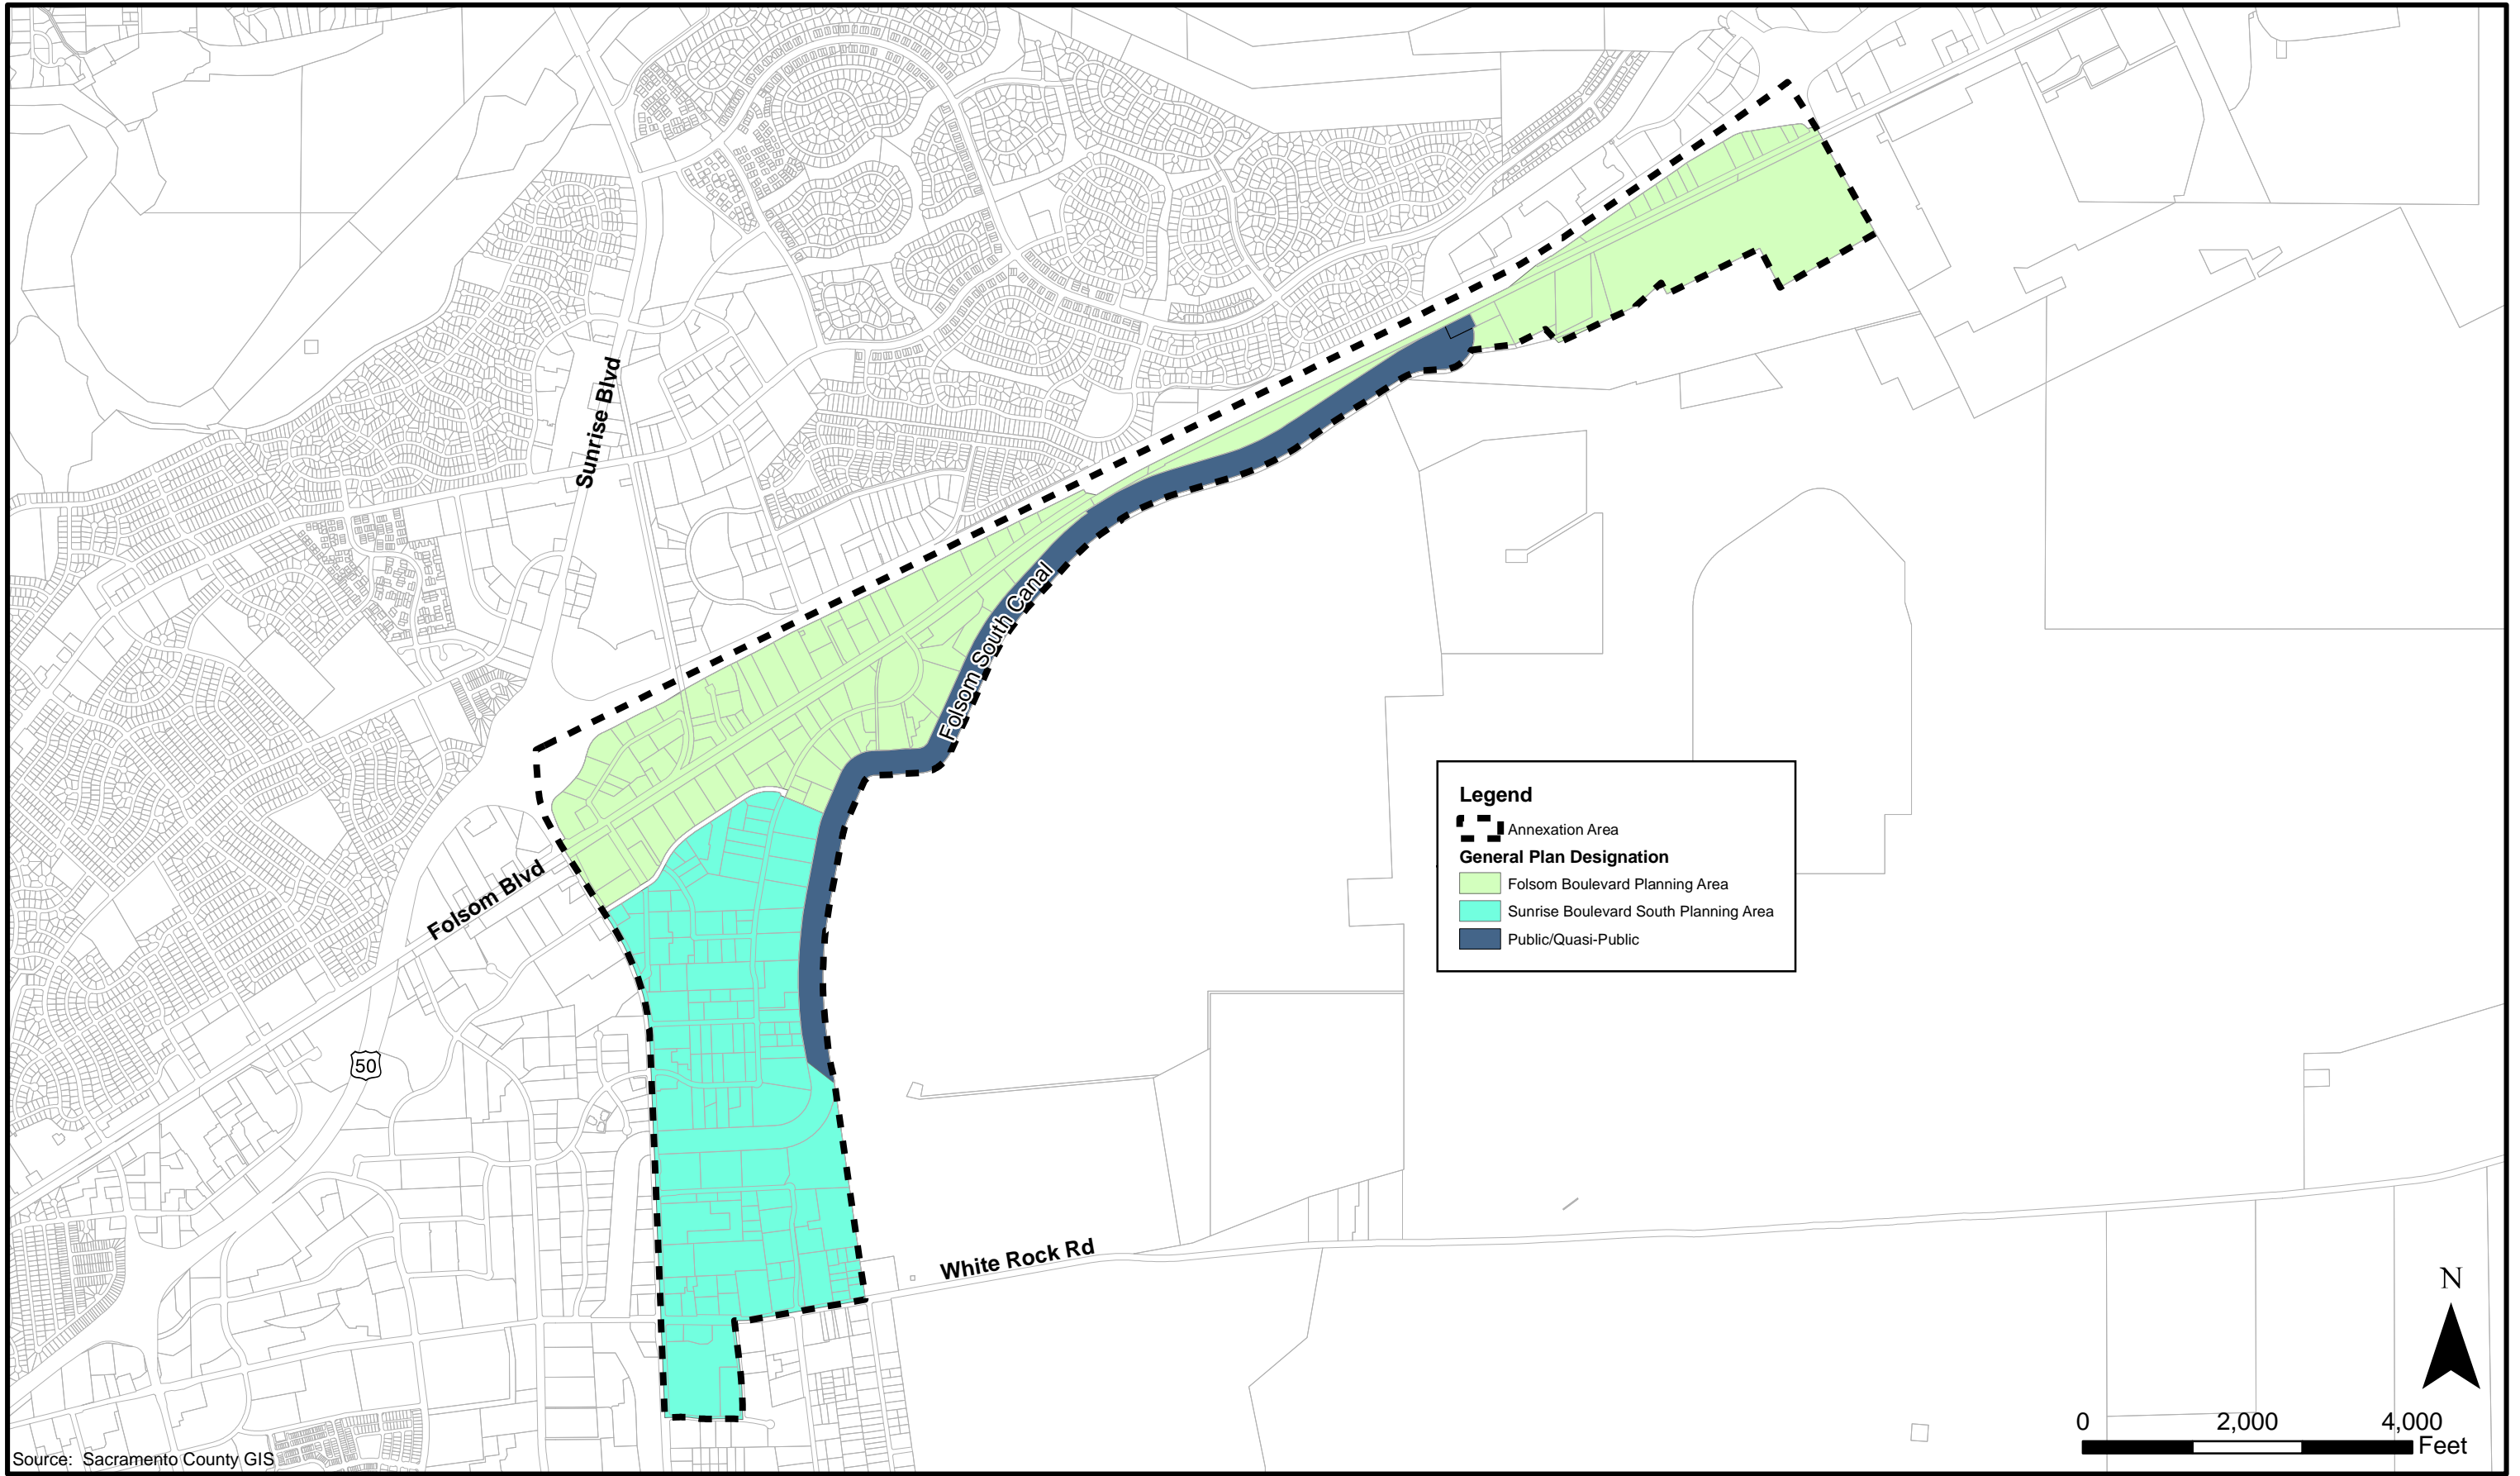 Sunrise Blvd
Folsom South Canal
Folsom Blvd
50
White Rock Rd
Legend
Annexation Area
General Plan Designation
Folsom Boulevard Planning Area
Sunrise Boulevard South Planning Area
Public/Quasi-Public
N
0 2,000 4,000
Feet
Source: Sacramento County GIS